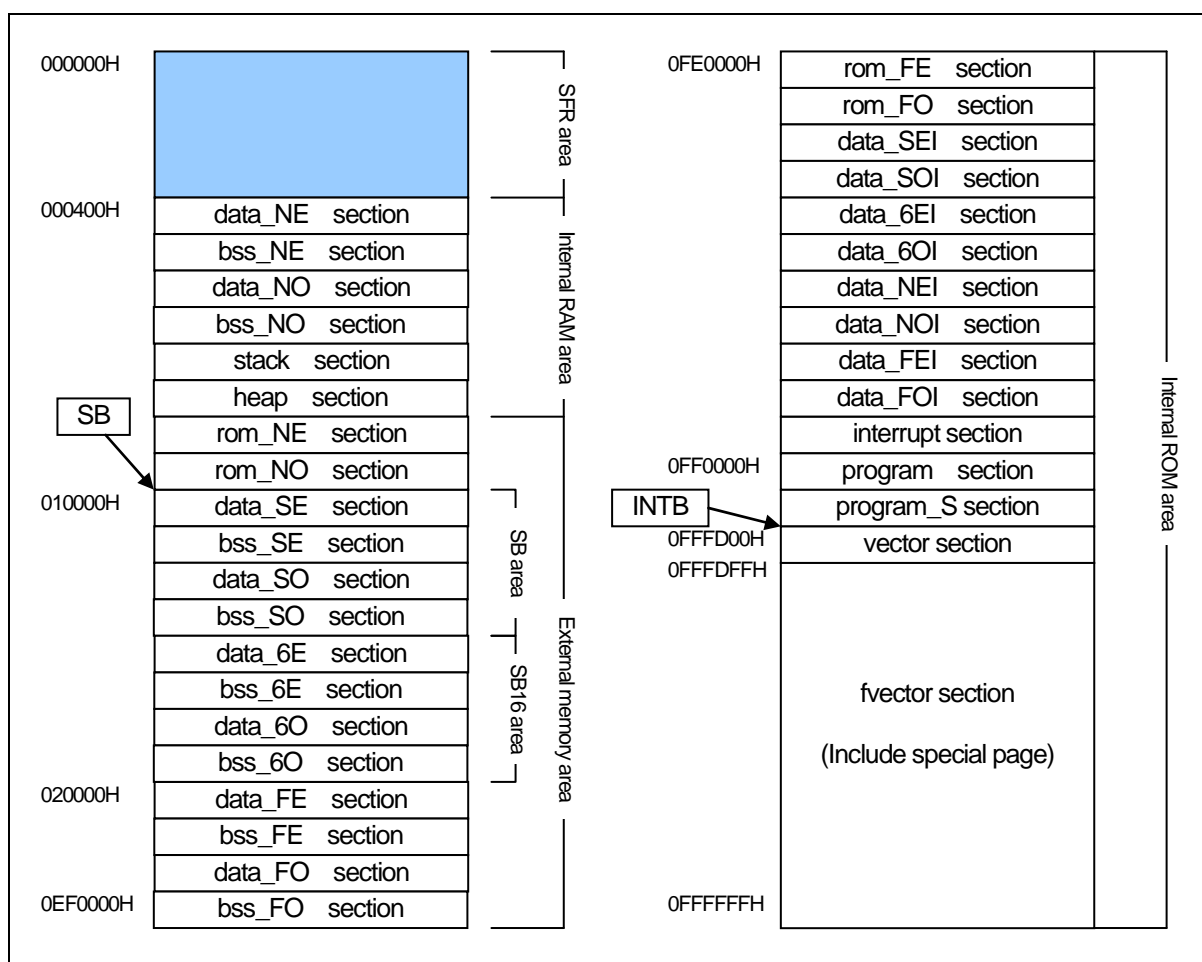 000000H
SFR area
000400H
data_NE section
bss_NE section
data_NO section
bss_NO section
stack section
heap section
Internal RAM area
SB
rom_NE section
rom_NO section
010000H
data_SE section
bss_SE section
data_SO section
bss_SO section
SB area
data_6E section
bss_6E section
data_6O section
bss_6O section
SB16 area
020000H
data_FE section
bss_FE section
data_FO section
0EF0000H
bss_FO section
External memory area
0FE0000H
rom_FE section
rom_FO section
data_SEI section
data_SOI section
data_6EI section
data_6OI section
data_NEI section
data_NOI section
data_FEI section
data_FOI section
interrupt section
0FF0000H
program section
INTB
program_S section
0FFFD00H
vector section
0FFFDFFH
fvector section
(Include special page)
0FFFFFFH
Internal ROM area